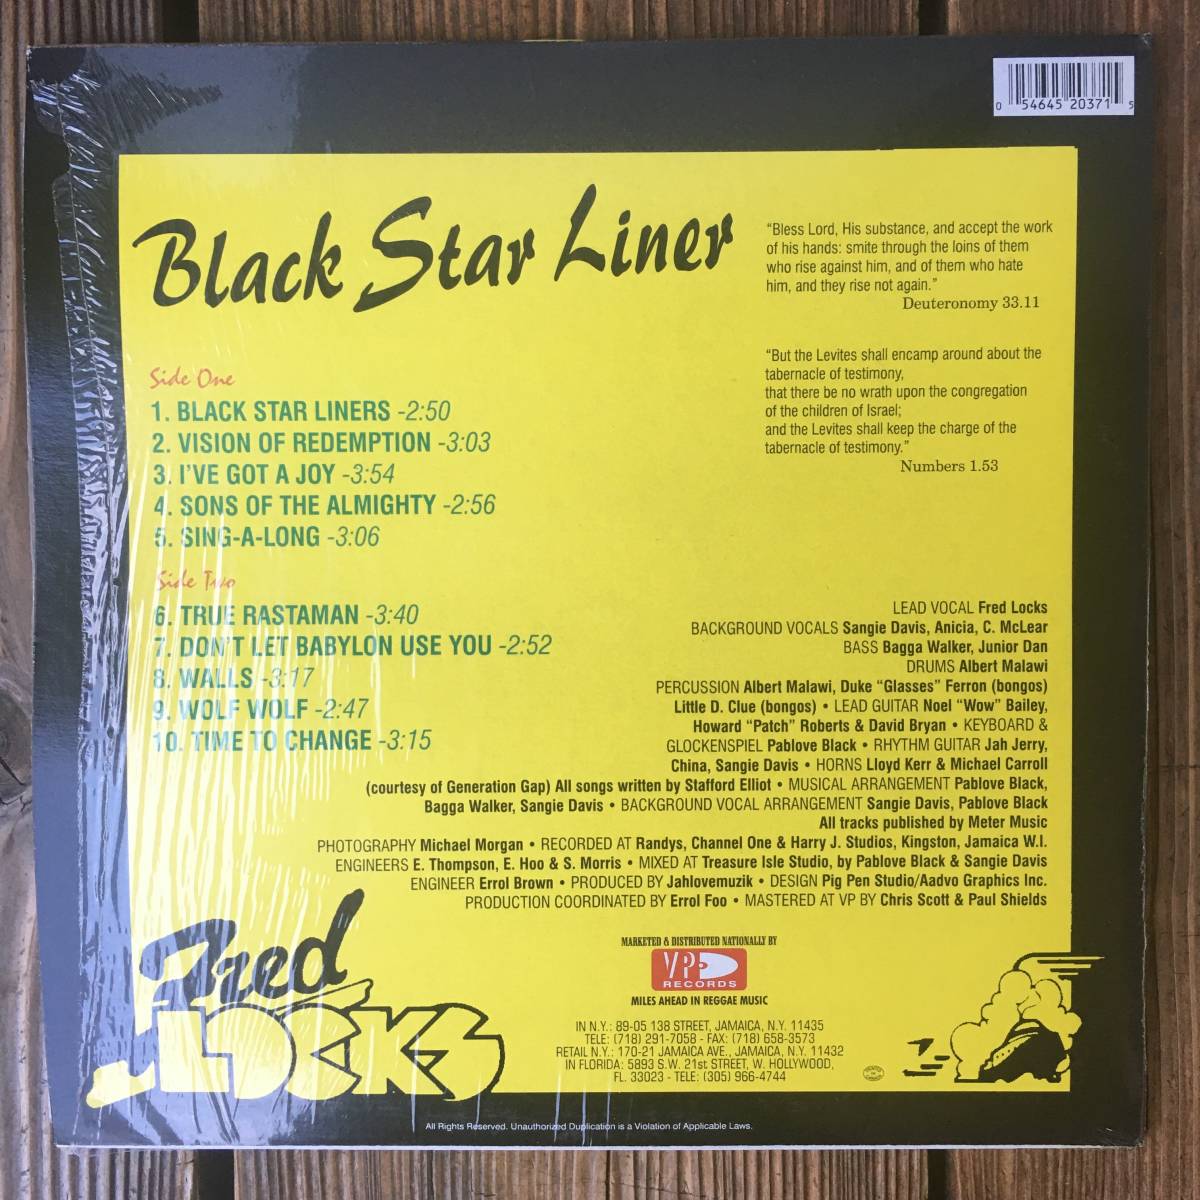 0 54645 20371 5
Black Star Liner
"Bless Lord, His substance, and accept the work
of his hands: smite through the loins of them
who rise against him, and of them who hate
him, and they rise not again."
Deuteronomy 33.11
"But the Levites shall encamp around about the
tabernacle of testimony,
that there be no wrath upon the congregation
of the children of Israel;
and the Levites shall keep the charge of the
tabernacle of testimony."
Numbers 1.53
Side One
1. BLACK STAR LINERS -2:50
2. VISION OF REDEMPTION -3:03
3. I'VE GOT A JOY -3:54
4. SONS OF THE ALMIGHTY -2:56
5. SING-A-LONG -3:06
Side Two
6. TRUE RASTAMAN -3:40
7. DON'T LET BABYLON USE YOU -2:52
8. WALLS -3:17
9. WOLF WOLF -2:47
10. TIME TO CHANGE -3:15
LEAD VOCAL Fred Locks
BACKGROUND VOCALS Sangie Davis, Anicia, C. McLear
BASS Bagga Walker, Junior Dan
DRUMS Albert Malawi
PERCUSSION Albert Malawi, Duke "Glasses" Ferron (bongos)
Little D. Clue (bongos) • LEAD GUITAR Noel "Wow" Bailey,
Howard "Patch" Roberts & David Bryan • KEYBOARD &
GLOCKENSPIEL Pablove Black • RHYTHM GUITAR Jah Jerry,
China, Sangie Davis • HORNS Lloyd Kerr & Michael Carroll
(courtesy of Generation Gap) All songs written by Stafford Elliot • MUSICAL ARRANGEMENT Pablove Black,
Bagga Walker, Sangie Davis • BACKGROUND VOCAL ARRANGEMENT Sangie Davis, Pablove Black
All tracks published by Meter Music
PHOTOGRAPHY Michael Morgan • RECORDED AT Randys, Channel One & Harry J. Studios, Kingston, Jamaica W.I.
ENGINEERS E. Thompson, E. Hoo & S. Morris • MIXED AT Treasure Isle Studio, by Pablove Black & Sangie Davis
ENGINEER Errol Brown • PRODUCED BY Jahlovemuzik • DESIGN Pig Pen Studio/Aadvo Graphics Inc.
PRODUCTION COORDINATED BY Errol Foo • MASTERED AT VP BY Chris Scott & Paul Shields
Fred
LOCKS
MARKETED & DISTRIBUTED NATIONALLY BY
VP
RECORDS
MILES AHEAD IN REGGAE MUSIC
IN N.Y.: 89-05 138 STREET, JAMAICA, N.Y. 11435
TELE: (718) 291-7058 - FAX: (718) 658-3573
RETAIL N.Y.: 170-21 JAMAICA AVE., JAMAICA, N.Y. 11432
IN FLORIDA: 5893 S.W. 21st STREET, W. HOLLYWOOD,
FL. 33023 - TELE: (305) 966-4744
All Rights Reserved. Unauthorized Duplication is a Violation of Applicable Laws.